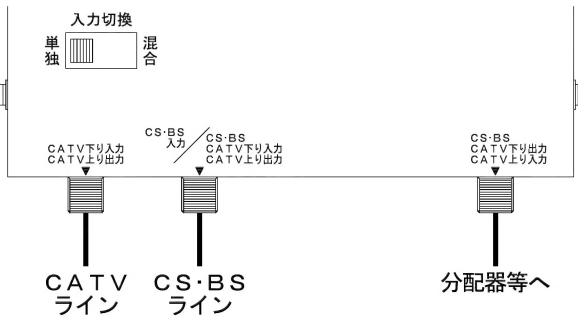 入力切換
単独
混合
CATV下り入力
CATV上り出力
CS・BS
入力
CS・BS
CATV下り入力
CATV上り出力
CS・BS
CATV下り出力
CATV上り入力
CATV
ライン
CS・BS
ライン
分配器等へ